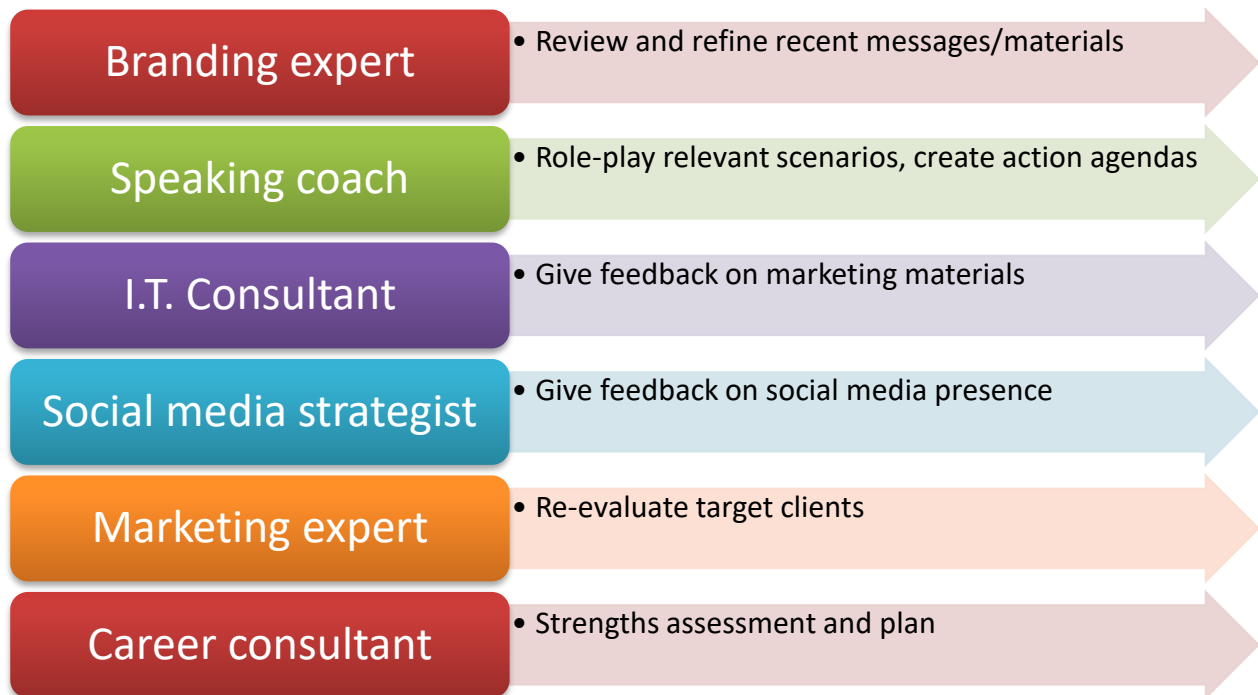 Branding expert
• Review and refine recent messages/materials
Speaking coach
• Role-play relevant scenarios, create action agendas
I.T. Consultant
• Give feedback on marketing materials
Social media strategist
• Give feedback on social media presence
Marketing expert
• Re-evaluate target clients
Career consultant
• Strengths assessment and plan